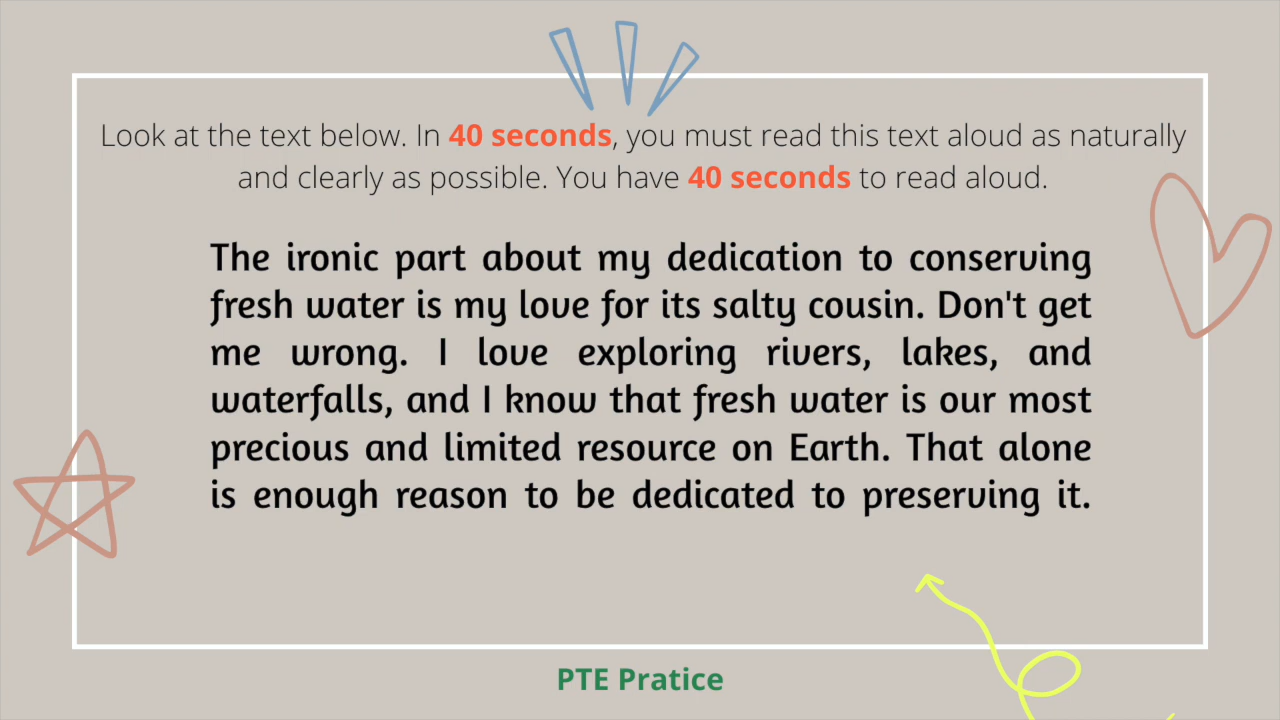 Look at the text below. In 40 seconds, you must read this text aloud as naturally
and clearly as possible. You have 40 seconds to read aloud.
The ironic part about my dedication to conserving
fresh water is my love for its salty cousin. Don't get
me wrong. I love exploring rivers, lakes, and
waterfalls, and I know that fresh water is our most
precious and limited resource on Earth. That alone
is enough reason to be dedicated to preserving it.
PTE Pratice